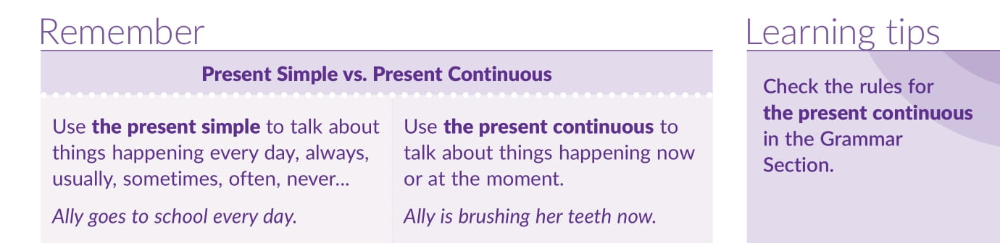 Remember
Present Simple vs. Present Continuous
Use the present simple to talk about
things happening every day, always,
usually, sometimes, often, never...
Ally goes to school every day.
Use the present continuous to
talk about things happening now
or at the moment.
Ally is brushing her teeth now.
Learning tips
Check the rules for
the present continuous
in the Grammar
Section.